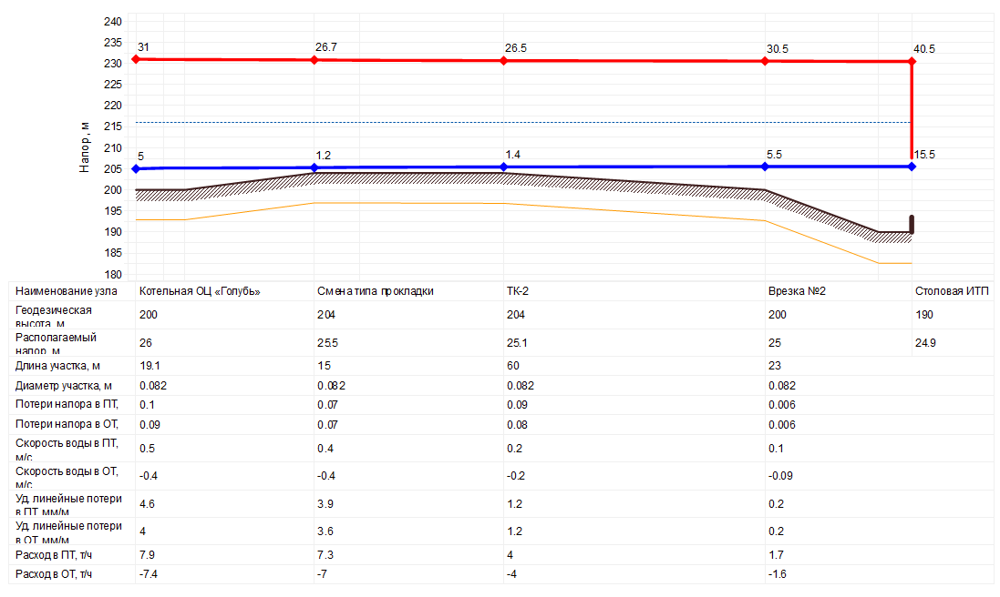 240
235
31
26.7
26.5
30.5
40.5
230
225
220
215
210
Напор, м
205
5
1.2
1.4
5.5
15.5
200
195
190
185
180
Наименование узла Котельная ОЦ «Голубь» Смена типа прокладки ТК-2 Врезка №2 Столовая ИТП
Геодезическая
высота, м 200 204 204 200 190
Располагаемый
напор, м 26 25.5 25.1 25 24.9
Длина участка, м 19.1 15 60 23
Диаметр участка, м 0.082 0.082 0.082 0.082
Потери напора в ПТ, 0.1 0.07 0.09 0.006
Потери напора в ОТ, 0.09 0.07 0.08 0.006
Скорость воды в ПТ,
м/с 0.5 0.4 0.2 0.1
Скорость воды в ОТ,
м/с -0.4 -0.4 -0.2 -0.09
Уд. линейные потери
в ПТ, мм/м 4.6 3.9 1.2 0.2
Уд. линейные потери
в ОТ, мм/м 4 3.6 1.2 0.2
Расход в ПТ, т/ч 7.9 7.3 4 1.7
Расход в ОТ, т/ч -7.4 -7 -4 -1.6